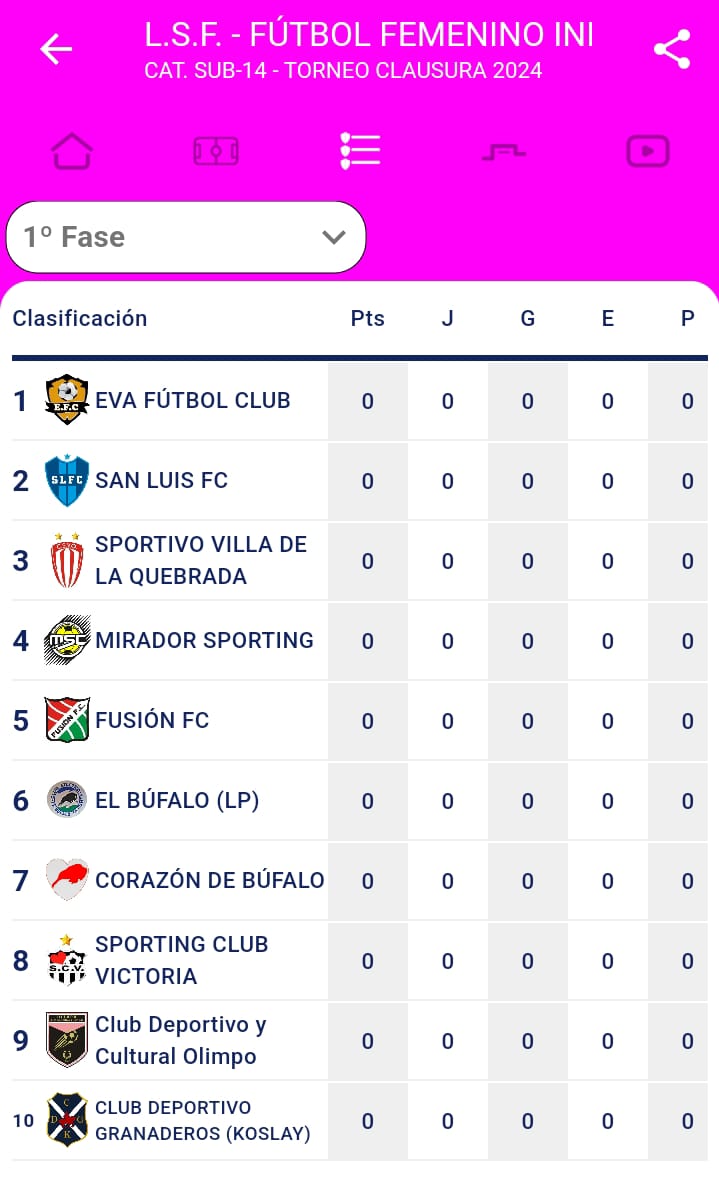 L.S.F. - FÚTBOL FEMENINO INI
CAT. SUB-14 - TORNEO CLAUSURA 2024
1º Fase
Clasificación Pts J G E P
1 E.F.C EVA FÚTBOL CLUB 0 0 0 0 0
2 SLFC SAN LUIS FC 0 0 0 0 0
3 SPORTIVO VILLA DE
LA QUEBRADA 0 0 0 0 0
4 MSC MIRADOR SPORTING 0 0 0 0 0
5 FUSION F.C. FUSIÓN FC 0 0 0 0 0
6 EL BÚFALO (LP) 0 0 0 0 0
7 CORAZÓN DE BÚFALO 0 0 0 0 0
8 S.C.V. SPORTING CLUB
VICTORIA 0 0 0 0 0
9 Club Deportivo y
Cultural Olimpo 0 0 0 0 0
10 C D G K CLUB DEPORTIVO
GRANADEROS (KOSLAY) 0 0 0 0 0